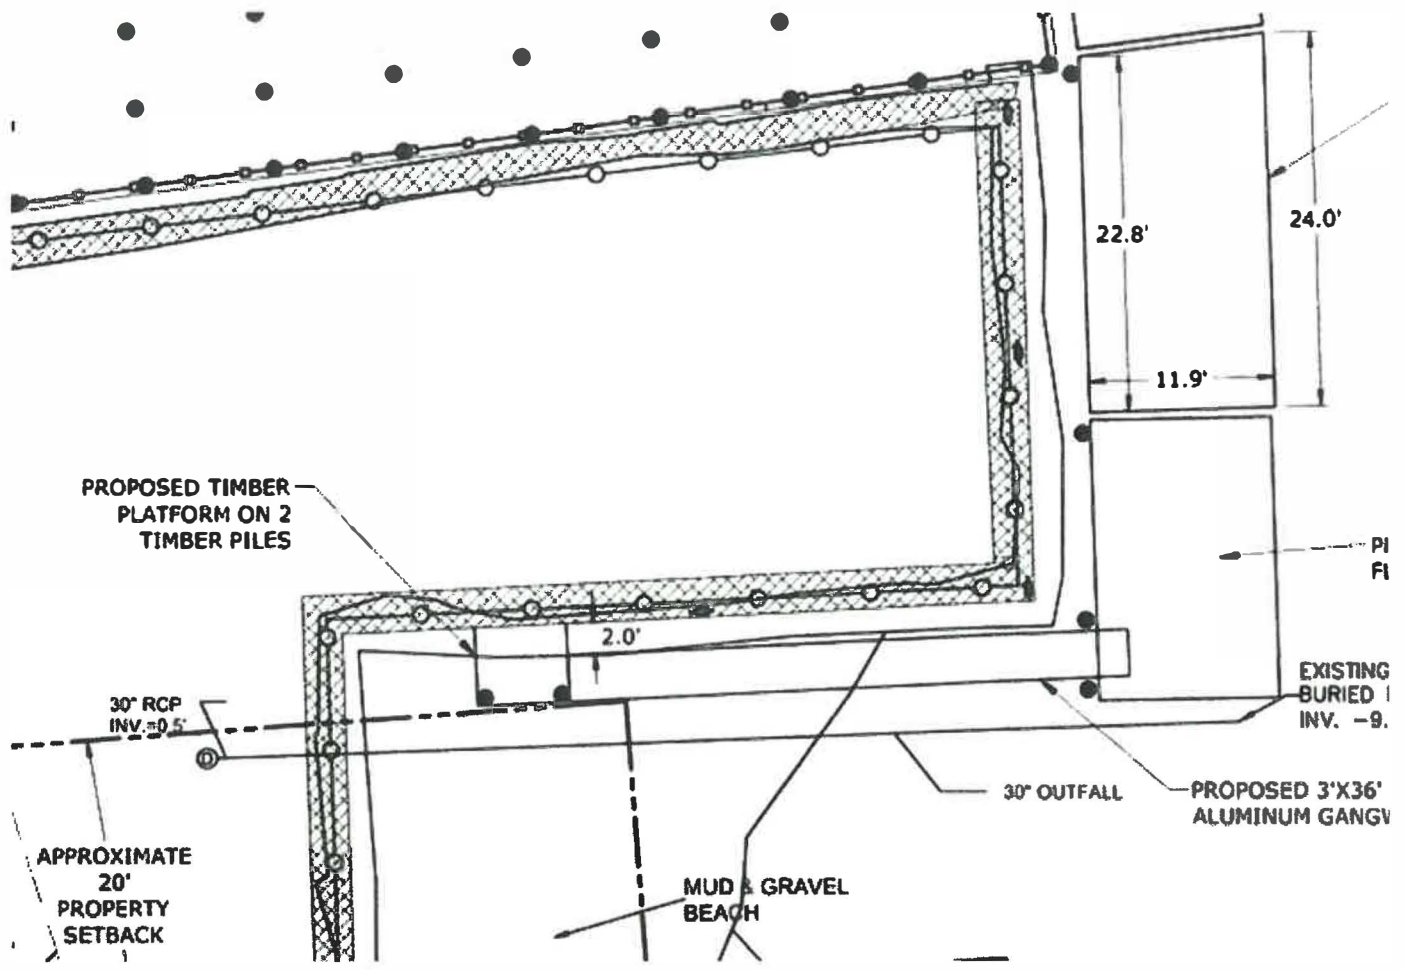 22.8'
24.0'
11.9'
PROPOSED TIMBER
PLATFORM ON 2
TIMBER PILES
2.0'
30" RCP
INV.=0.5'
EXISTING
BURIED
INV. -9.
30" OUTFALL
PROPOSED 3'X36'
ALUMINUM GANGW
APPROXIMATE
20'
PROPERTY
SETBACK
MUD & GRAVEL
BEACH